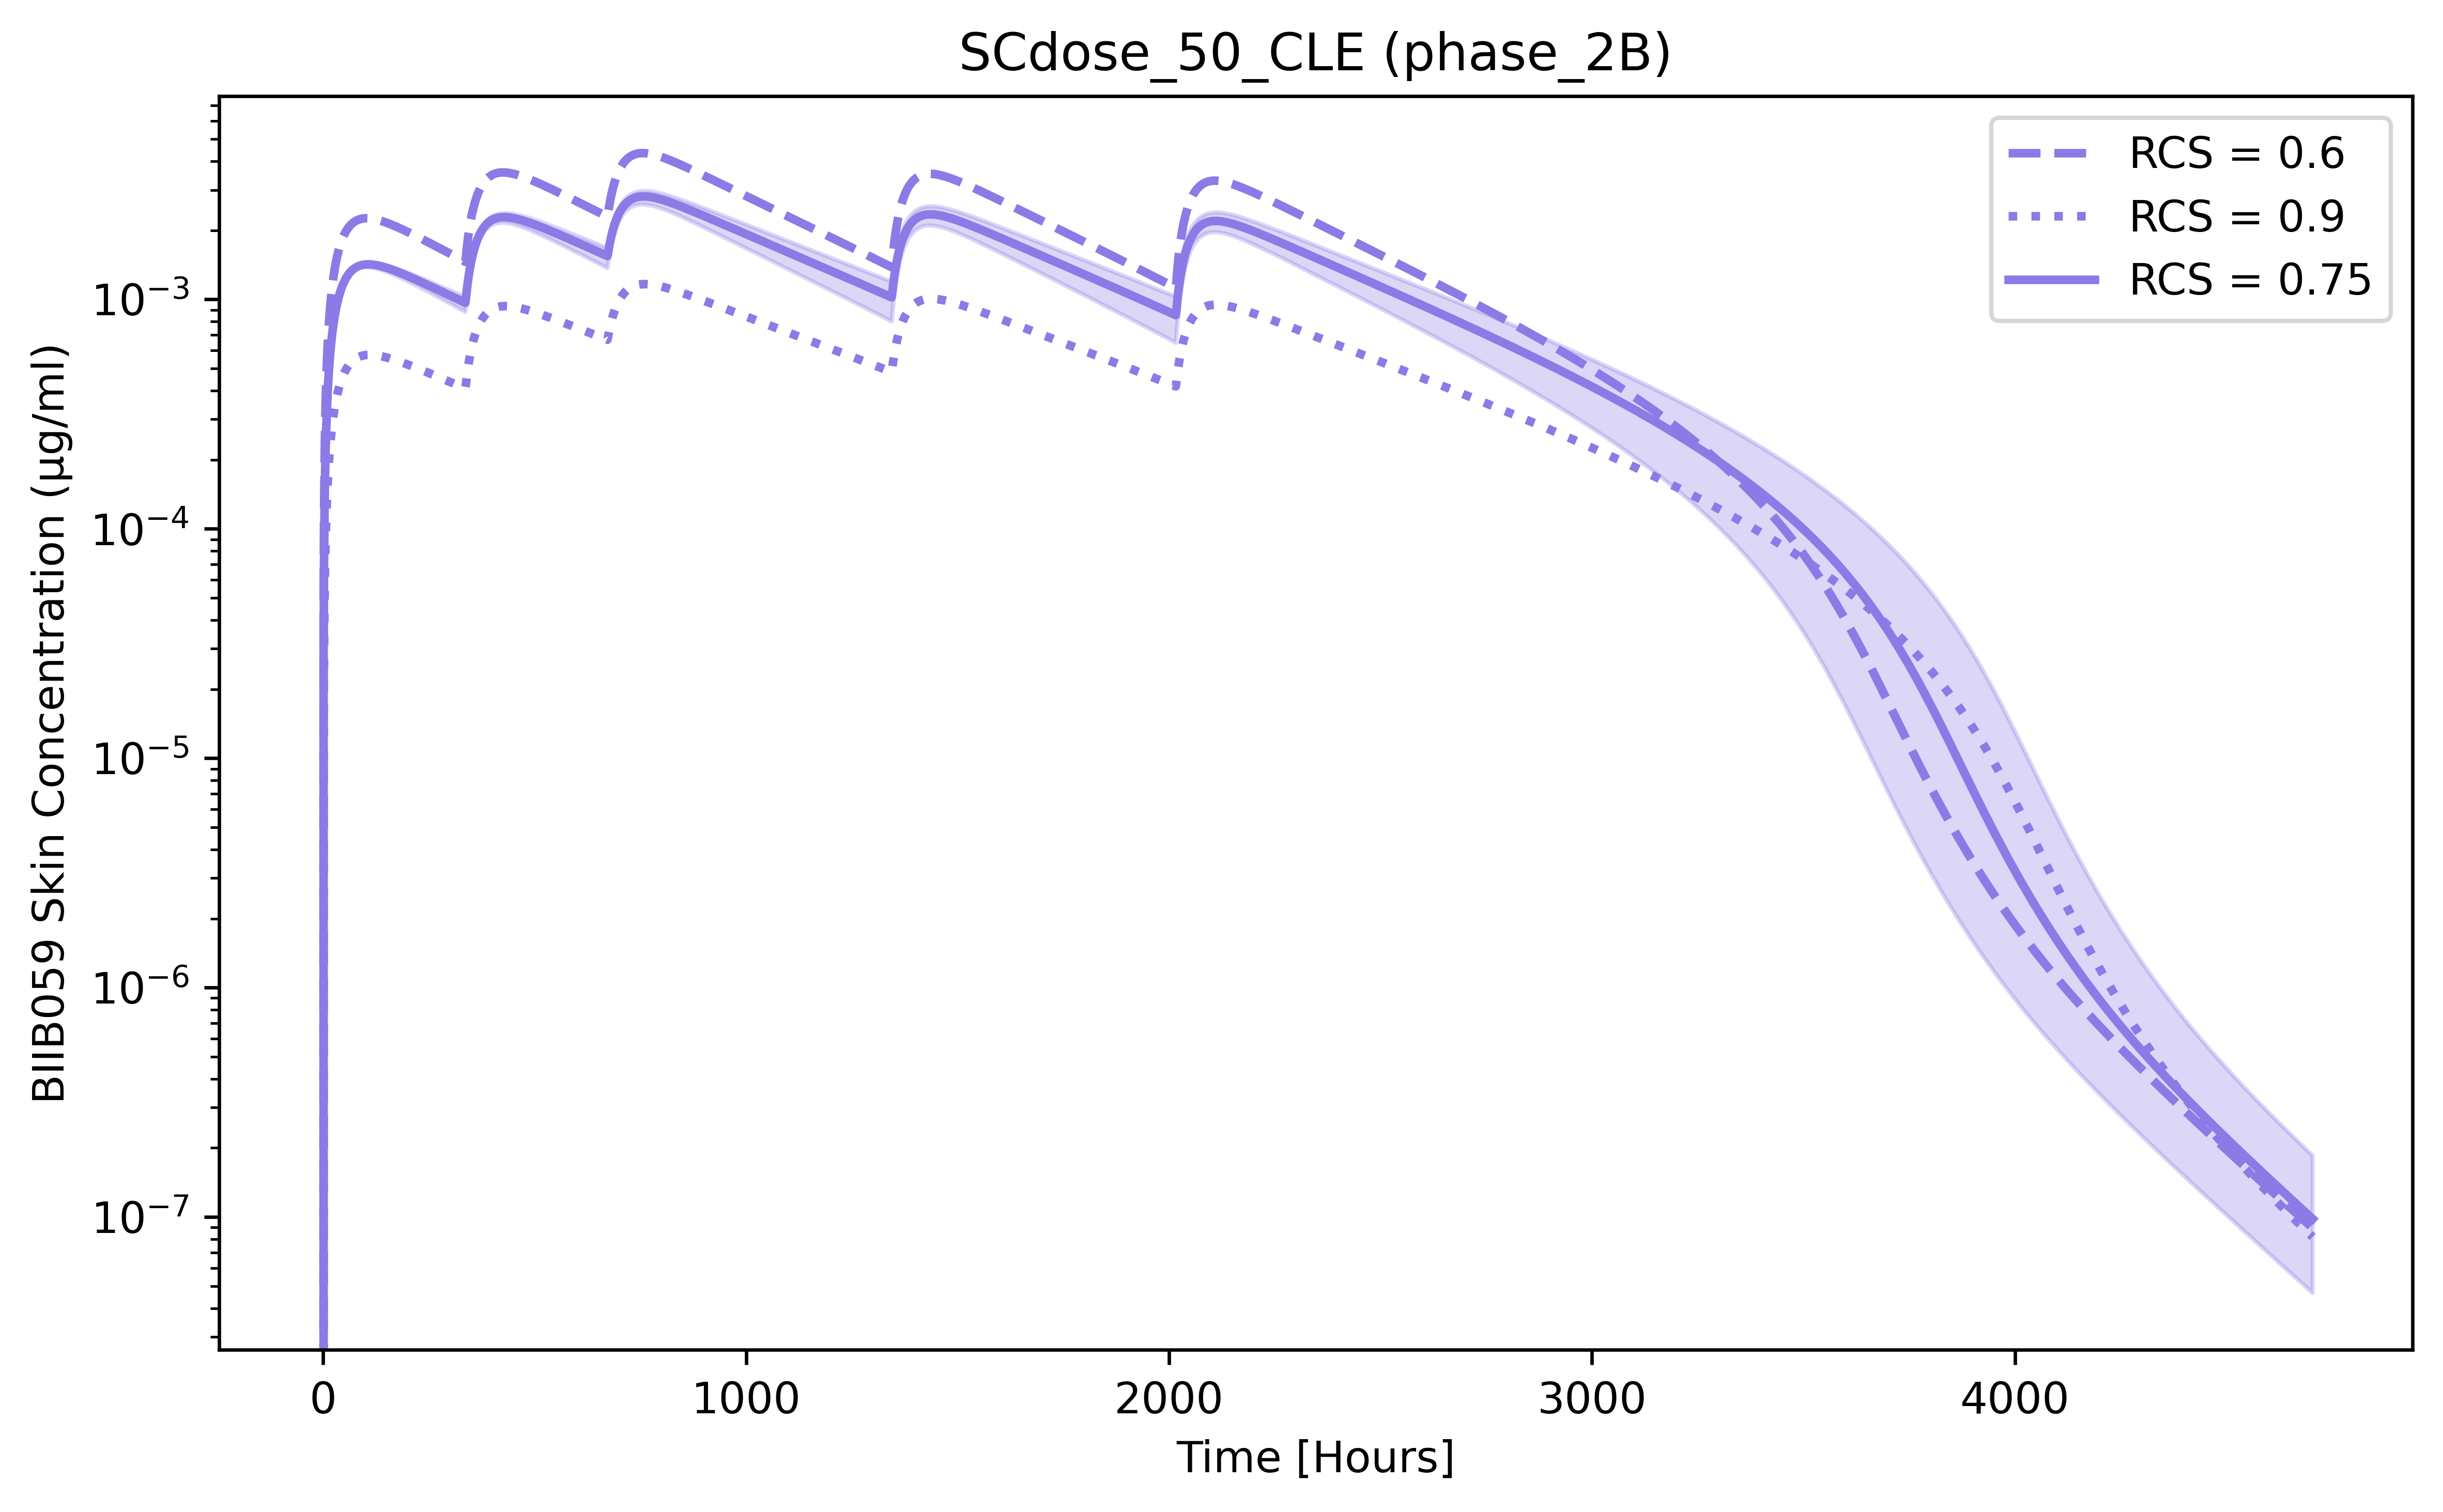 SCdose_50_CLE (phase_2B)
RCS = 0.6
RCS = 0.9
RCS = 0.75
BIIB059 Skin Concentration (µg/ml)
10⁻³
10⁻⁴
10⁻⁵
10⁻⁶
10⁻⁷
0 1000 2000 3000 4000
Time [Hours]